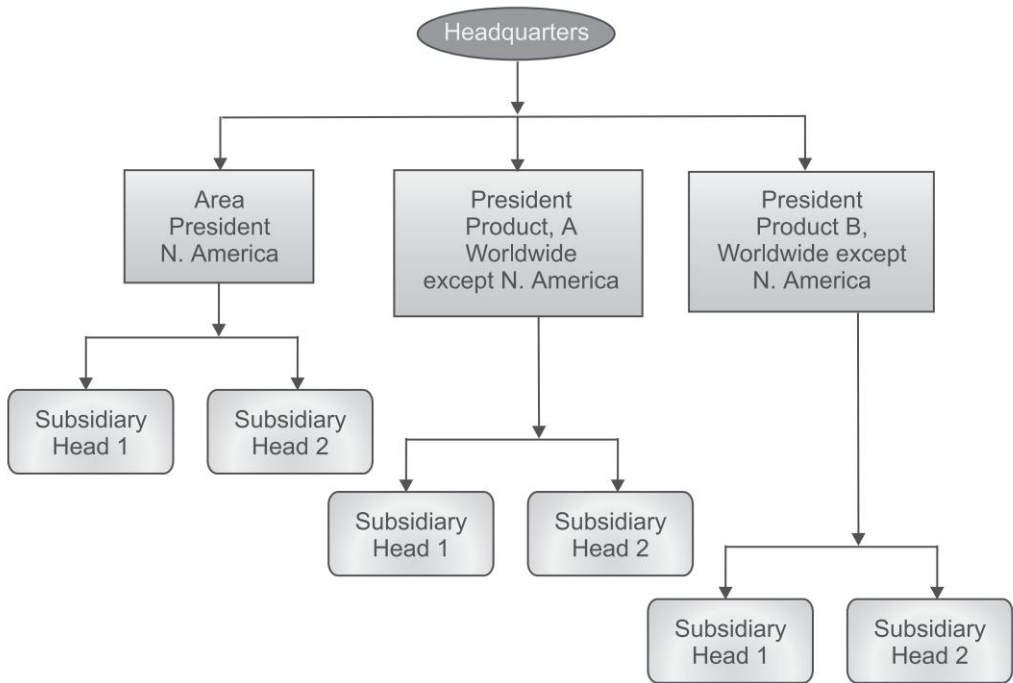 Headquarters
Area
President
N. America
President
Product, A
Worldwide
except N. America
President
Product B,
Worldwide except
N. America
Subsidiary
Head 1
Subsidiary
Head 2
Subsidiary
Head 1
Subsidiary
Head 2
Subsidiary
Head 1
Subsidiary
Head 2